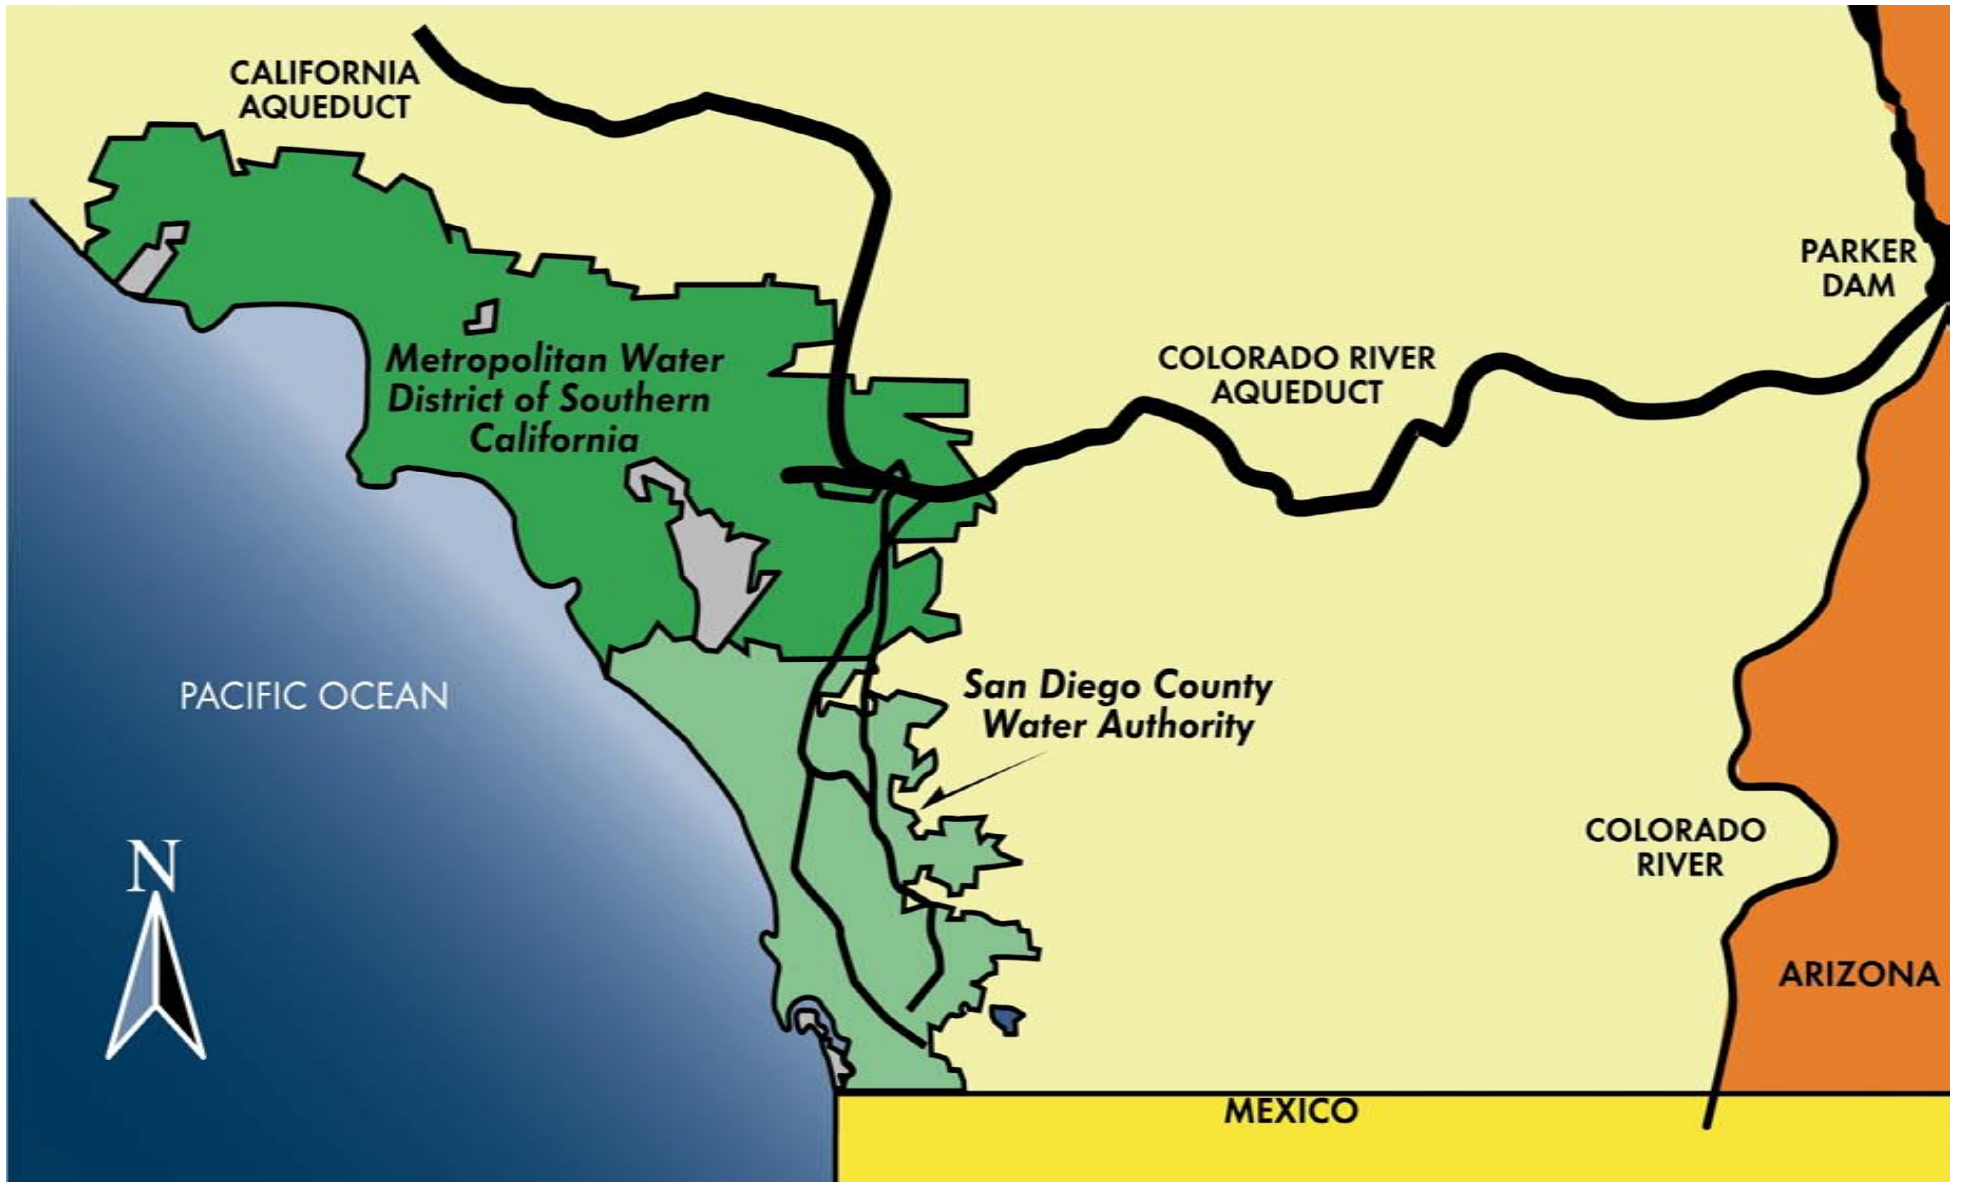 CALIFORNIA
AQUEDUCT
PARKER
DAM
Metropolitan Water
District of Southern
California
COLORADO RIVER
AQUEDUCT
San Diego County
Water Authority
PACIFIC OCEAN
COLORADO
RIVER
N
ARIZONA
MEXICO